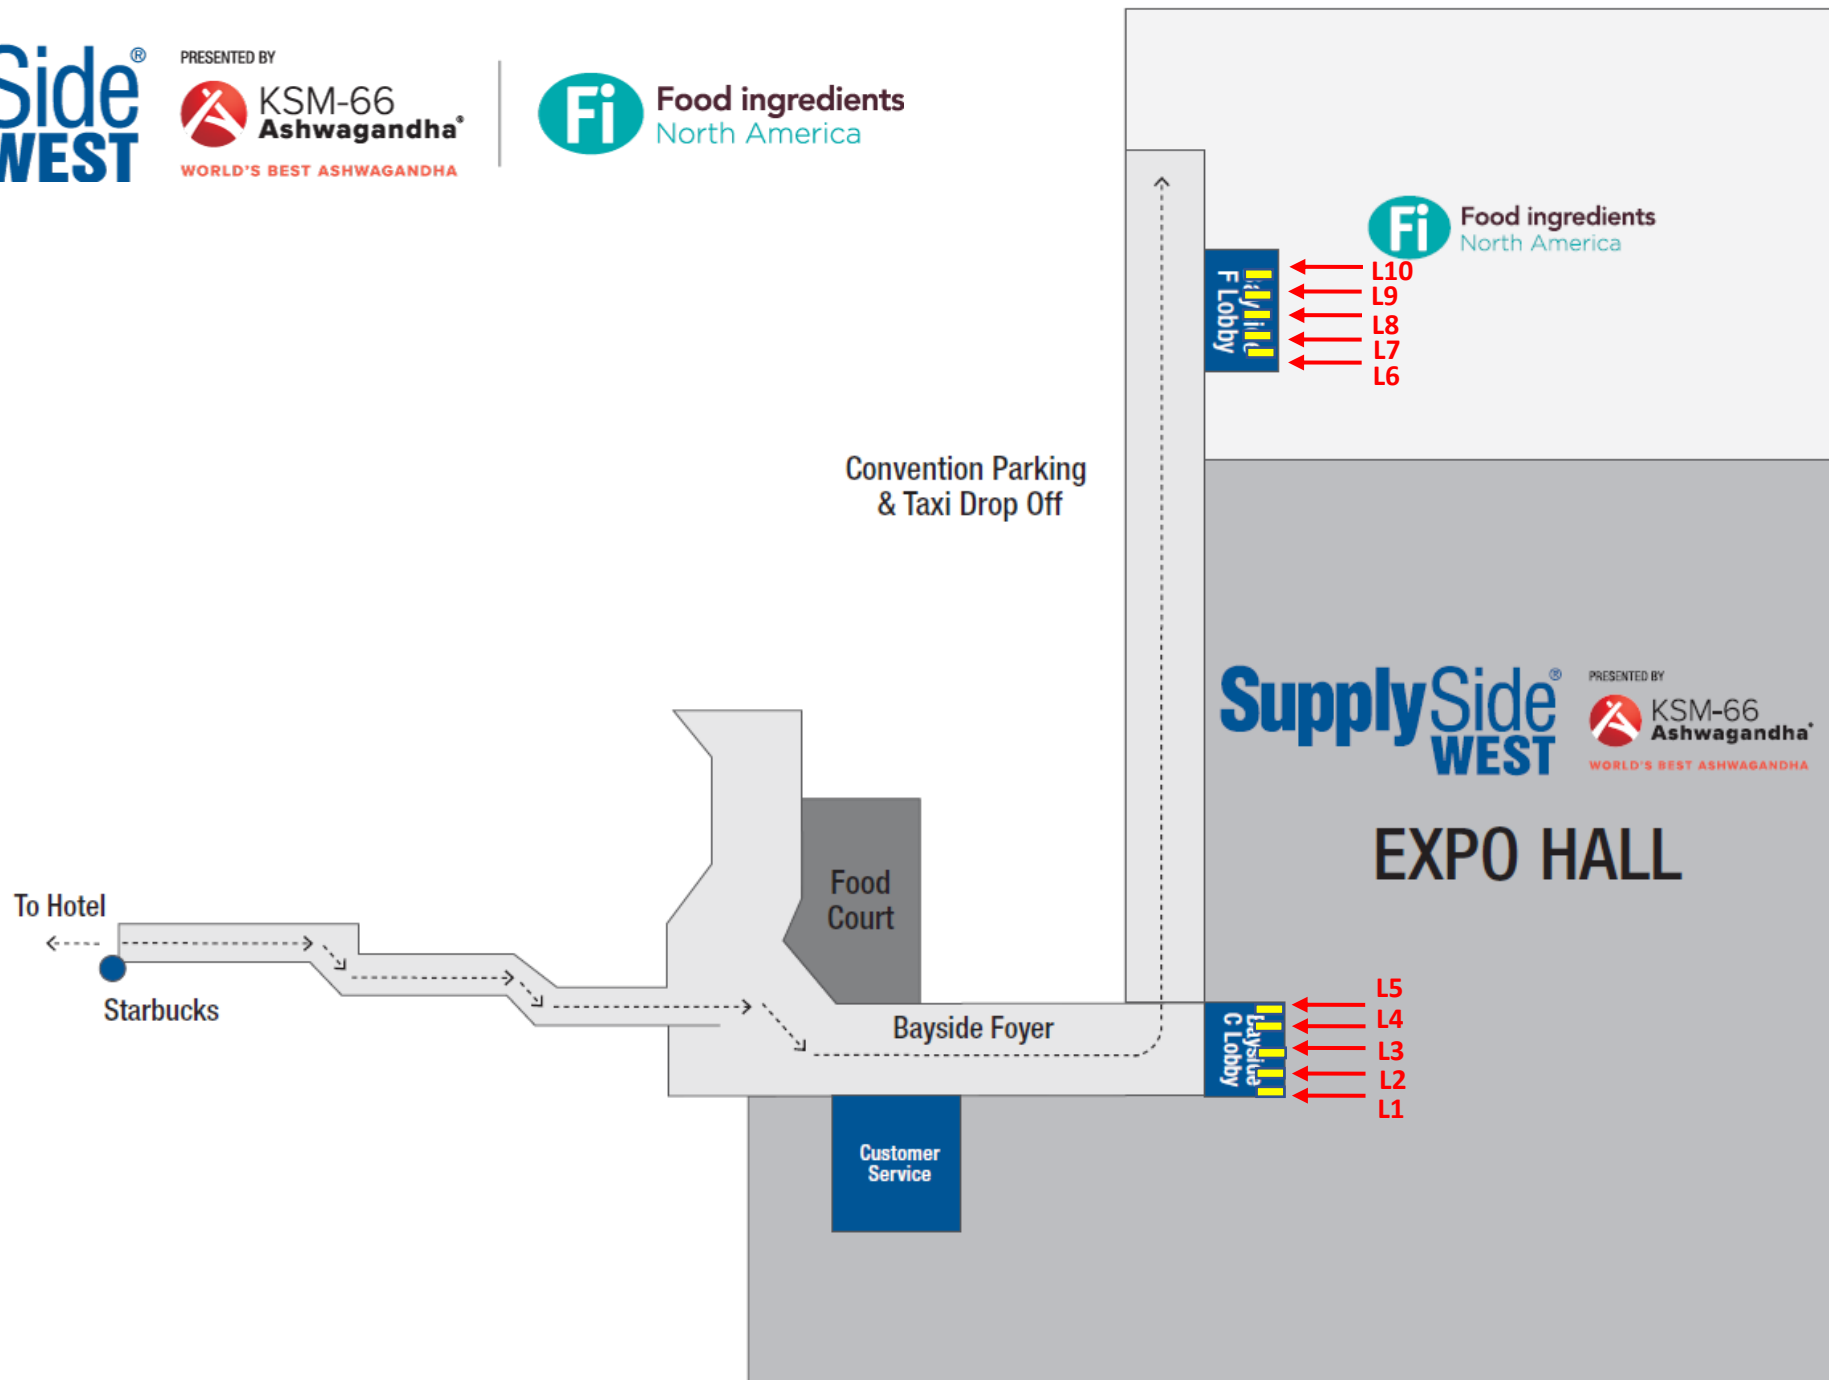 Side®
WEST
PRESENTED BY
KSM-66
Ashwagandha®
WORLD'S BEST ASHWAGANDHA
Fi
Food ingredients
North America
Fi
Food ingredients
North America
F Lobby
L10
L9
L8
L7
L6
Convention Parking
& Taxi Drop Off
SupplySide®
WEST
PRESENTED BY
KSM-66
Ashwagandha®
WORLD'S BEST ASHWAGANDHA
EXPO HALL
Food
Court
To Hotel
Starbucks
Bayside Foyer
Bayside
C Lobby
L5
L4
L3
L2
L1
Customer
Service